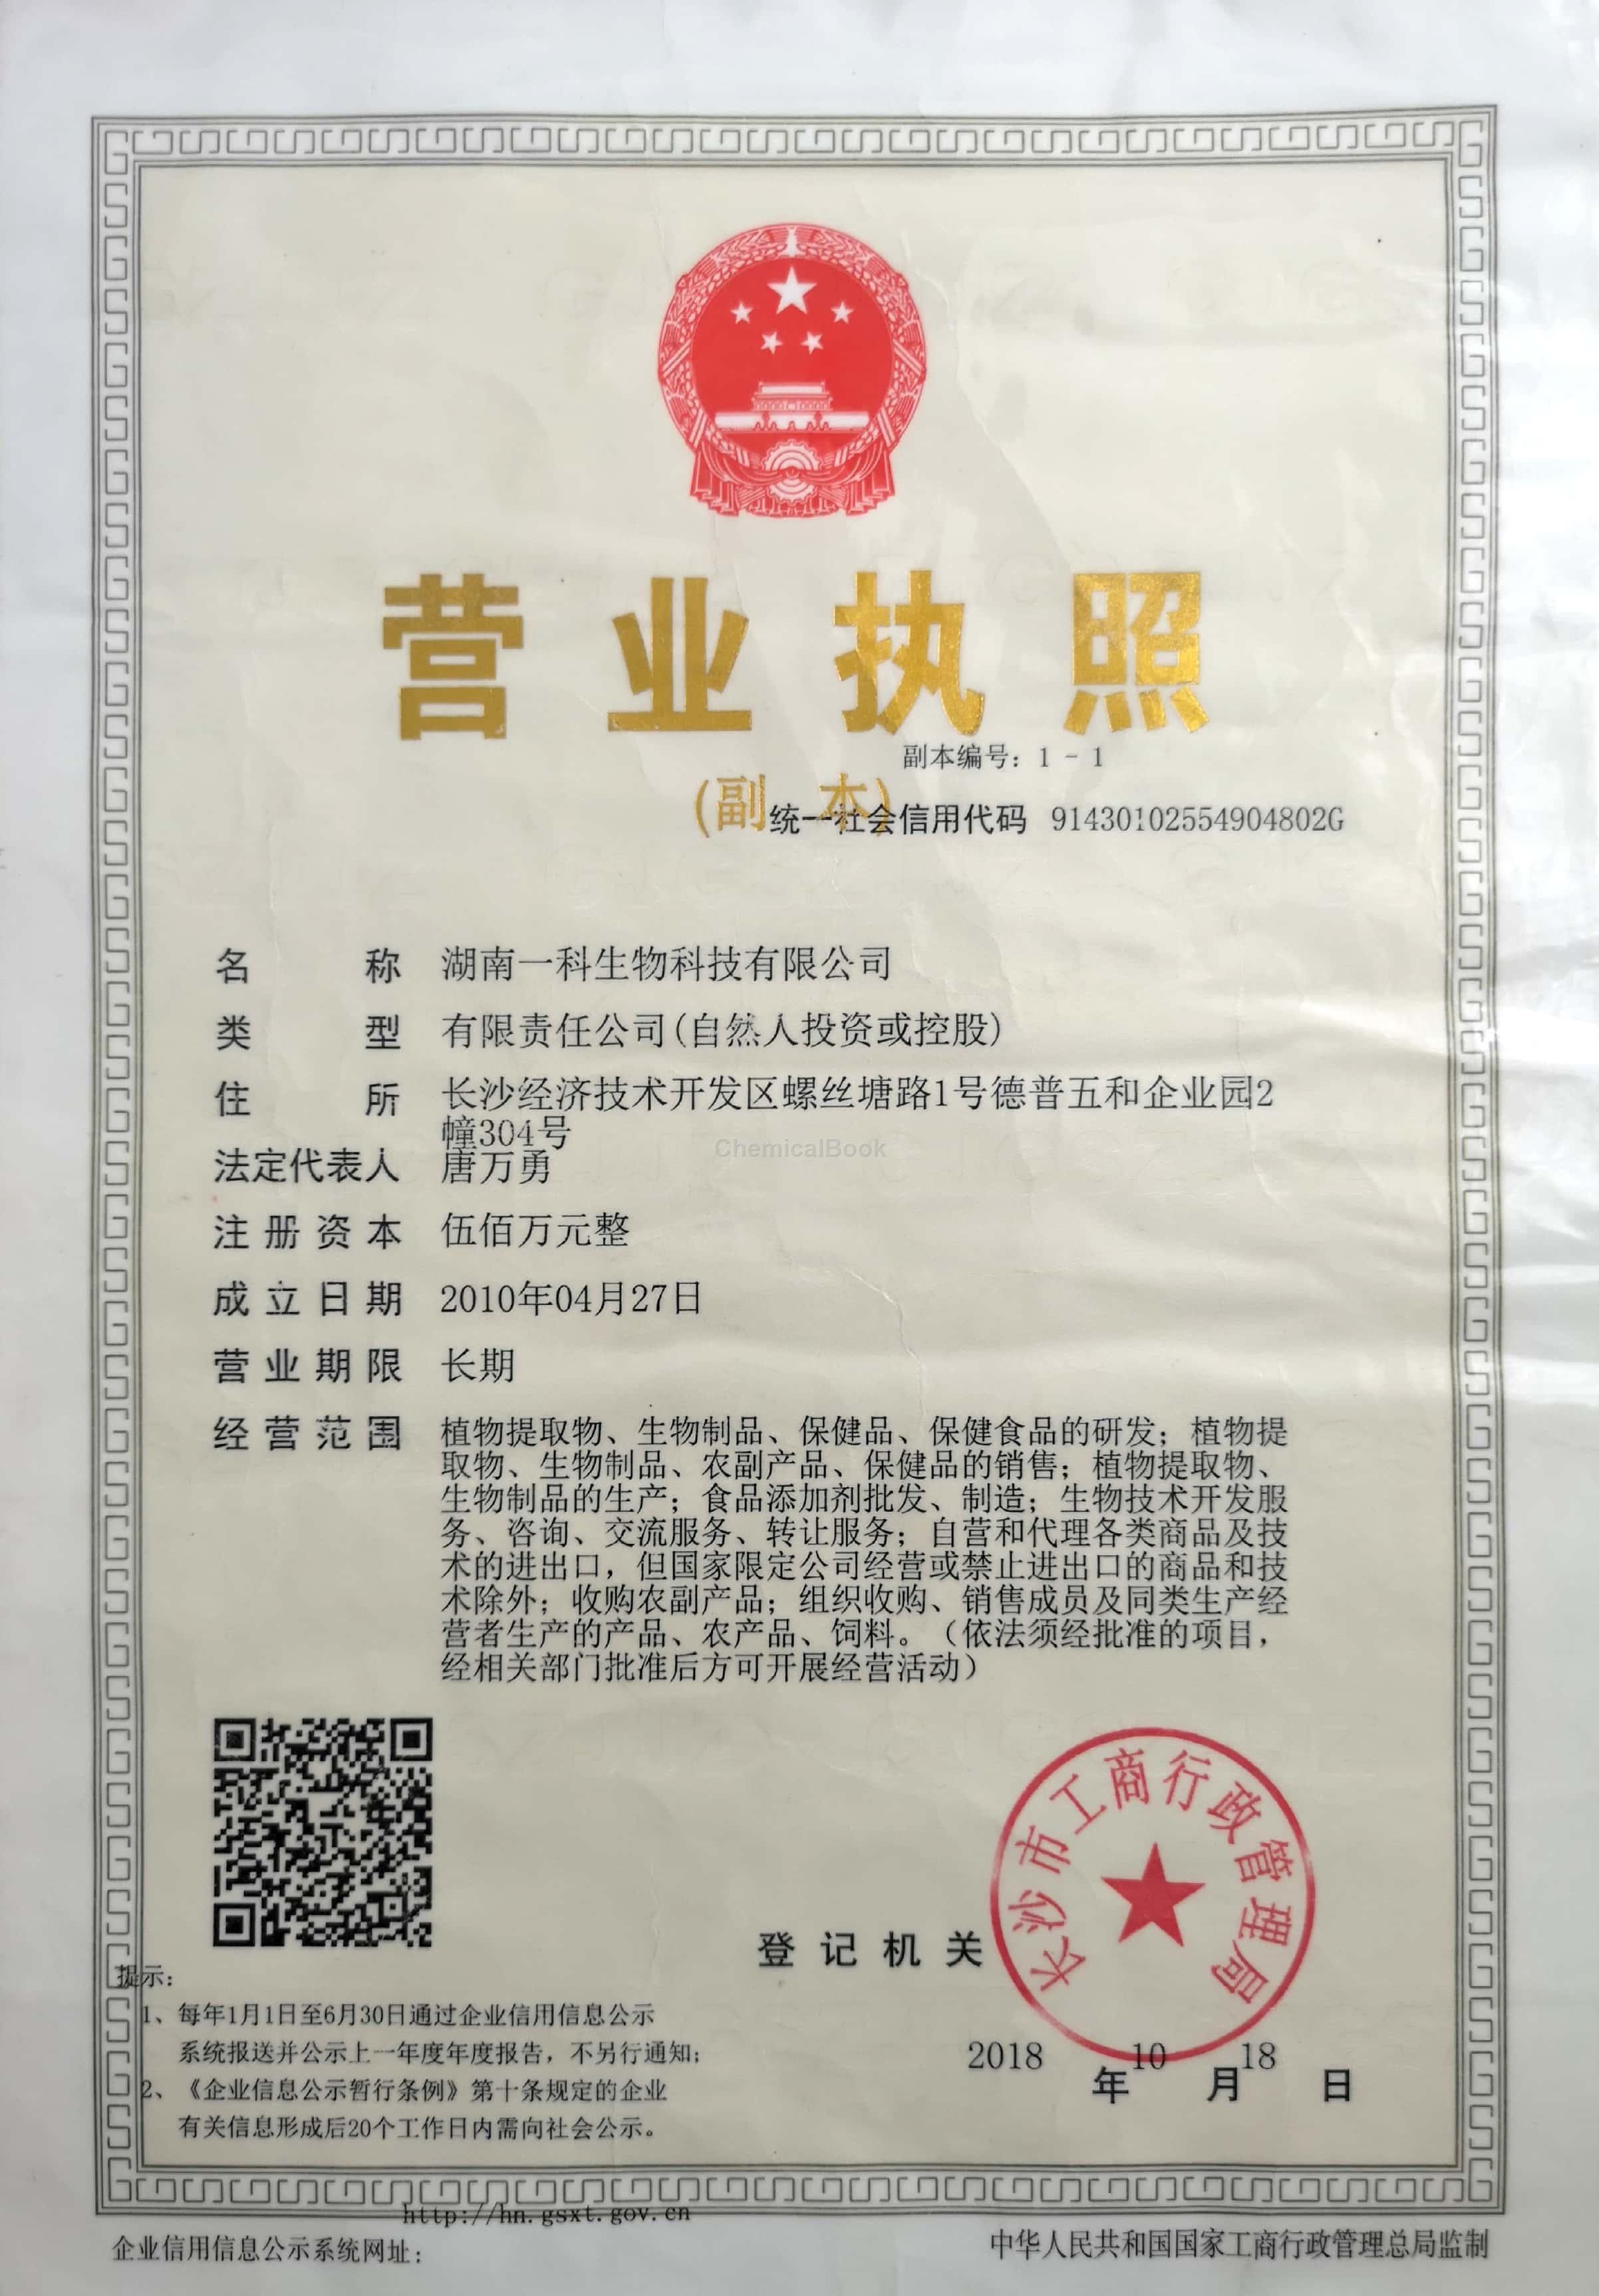 营业执照
副本编号：1-1
(副 本)
统一社会信用代码 91430102554904802G
名 称 湖南一科生物科技有限公司
类 型 有限责任公司(自然人投资或控股)
住 所 长沙经济技术开发区螺丝塘路1号德普五和企业园2
幢304号
法定代表人 唐万勇
注册资本 伍佰万元整
成立日期 2010年04月27日
营业期限 长期
经营范围 植物提取物、生物制品、保健品、保健食品的研发；植物提
取物、生物制品、农副产品、保健品的销售；植物提取物、
生物制品的生产；食品添加剂批发、制造；生物技术开发服
务、咨询、交流服务、转让服务；自营和代理各类商品及技
术的进出口，但国家限定公司经营或禁止进出口的商品和技
术除外；收购农副产品；组织收购、销售成员及同类生产经
营者生产的产品、农产品、饲料。（依法须经批准的项目，
经相关部门批准后方可开展经营活动）
ChemicalBook
长沙市工商行政管理局
登记机关
2018年10月18日
提示：
1、每年1月1日至6月30日通过企业信用信息公示
系统报送并公示上一年度年度报告，不另行通知；
2、《企业信息公示暂行条例》第十条规定的企业
有关信息形成后20个工作日内需向社会公示。
http://hn.gsxt.gov.cn
企业信用信息公示系统网址：
中华人民共和国国家工商行政管理总局监制